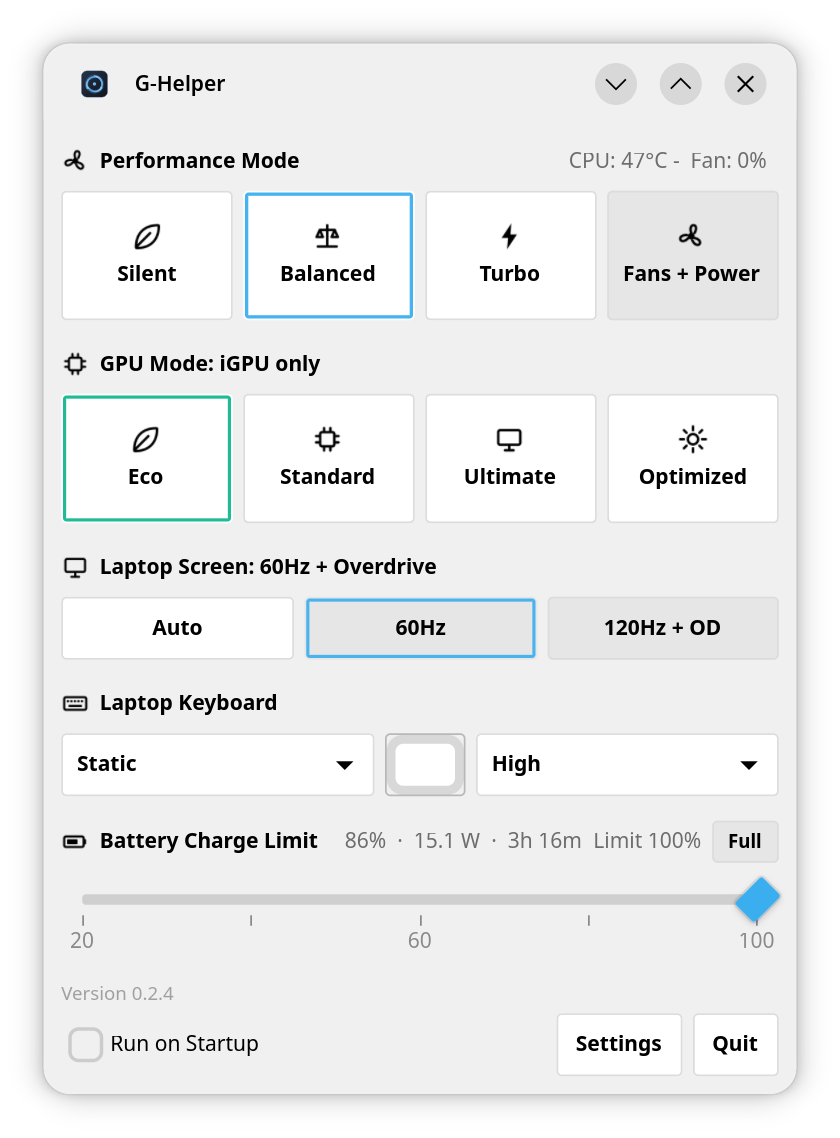 G-Helper
Performance Mode CPU: 47°C - Fan: 0%
Silent Balanced Turbo Fans + Power
GPU Mode: iGPU only
Eco Standard Ultimate Optimized
Laptop Screen: 60Hz + Overdrive
Auto 60Hz 120Hz + OD
Laptop Keyboard
Static High
Battery Charge Limit 86% · 15.1 W · 3h 16m Limit 100% Full
20 60 100
Version 0.2.4
Run on Startup Settings Quit